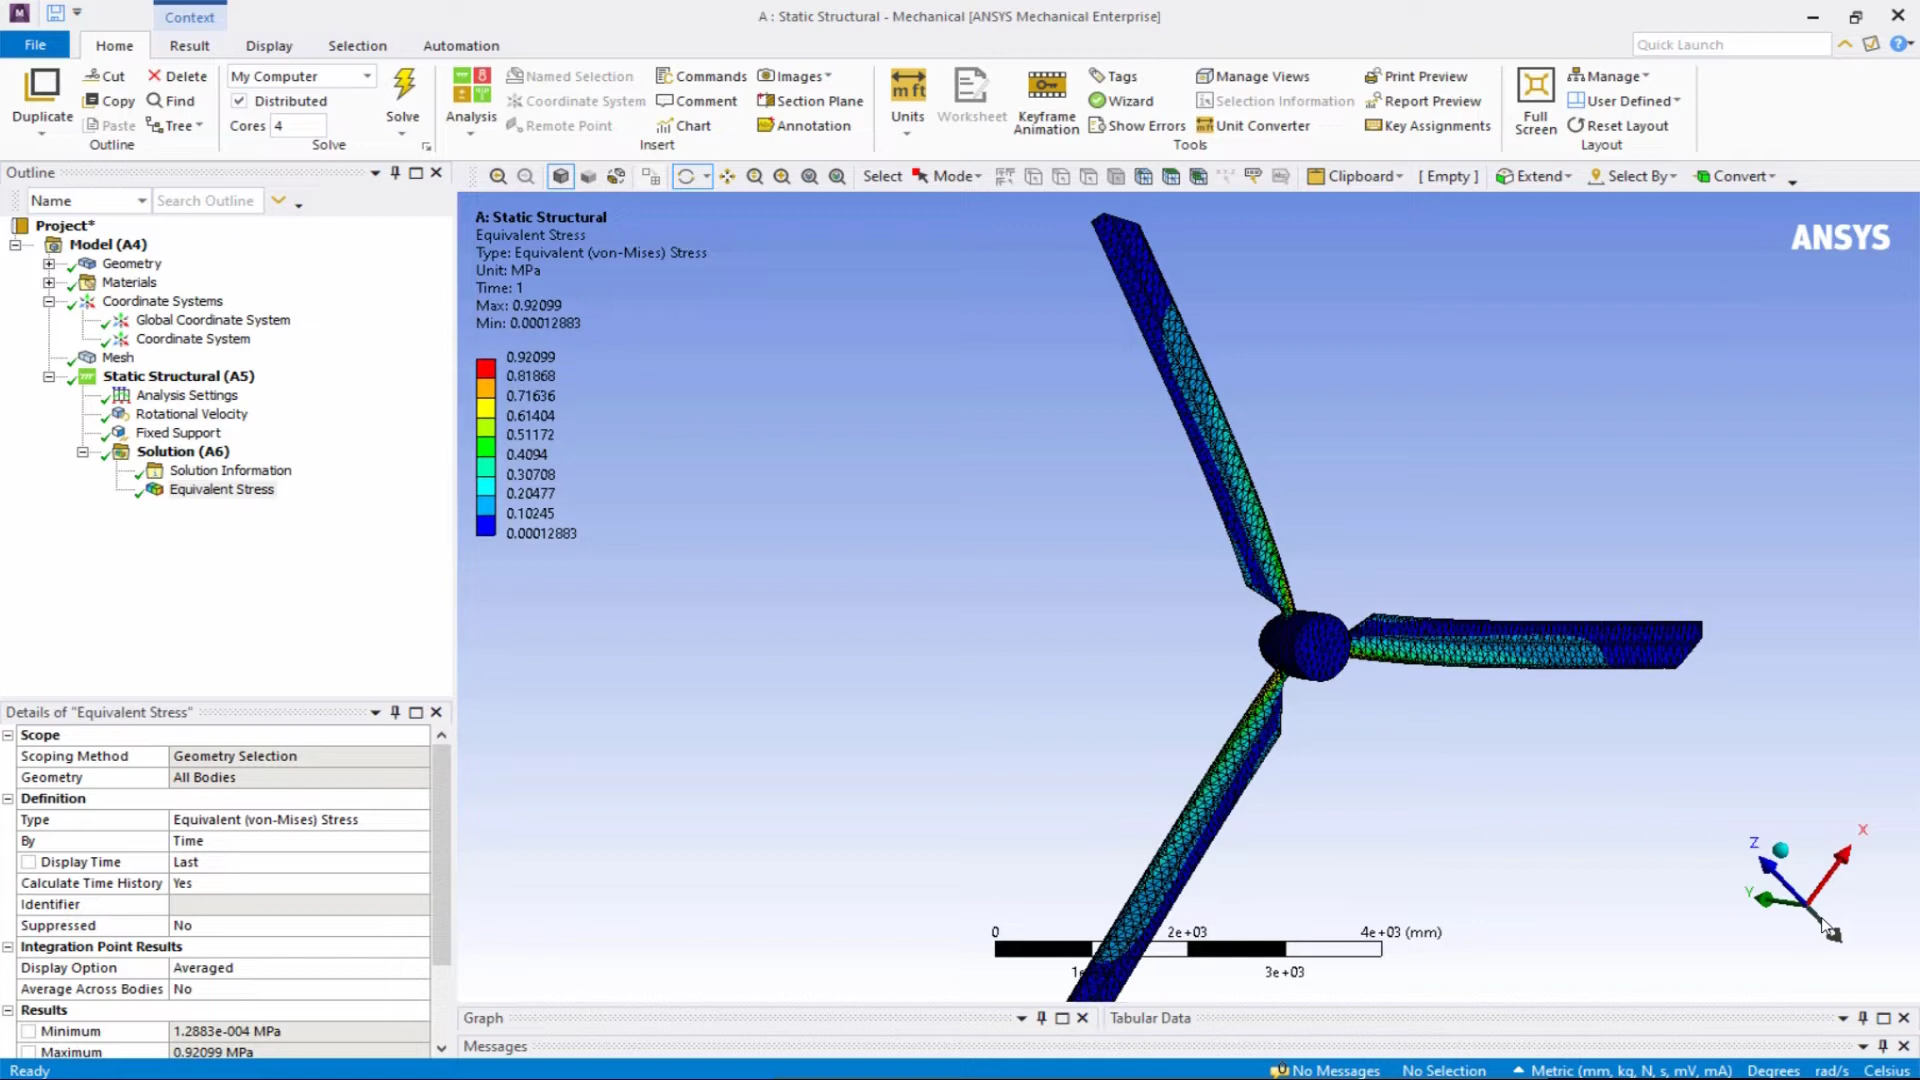 M
Context
A : Static Structural - Mechanical [ANSYS Mechanical Enterprise]
File
Home
Result
Display
Selection
Automation
Quick Launch
Duplicate
Cut
Copy
Paste
Delete
Find
Tree
Outline
My Computer
Distributed
Cores 4
Solve
Solve
Analysis
Named Selection
Coordinate System
Remote Point
Commands
Comment
Chart
Images
Section Plane
Annotation
Insert
m ft
Units
Worksheet
Keyframe
Animation
Tags
Wizard
Show Errors
Manage Views
Selection Information
Unit Converter
Print Preview
Report Preview
Key Assignments
Tools
Full
Screen
Manage
User Defined
Reset Layout
Layout
Outline
Name
Search Outline
Select
Mode
Clipboard
[ Empty ]
Extend
Select By
Convert
Project*
Model (A4)
Geometry
Materials
Coordinate Systems
Global Coordinate System
Coordinate System
Mesh
Static Structural (A5)
Analysis Settings
Rotational Velocity
Fixed Support
Solution (A6)
Solution Information
Equivalent Stress
A: Static Structural
Equivalent Stress
Type: Equivalent (von-Mises) Stress
Unit: MPa
Time: 1
Max: 0.92099
Min: 0.00012883
0.92099
0.81868
0.71636
0.61404
0.51172
0.4094
0.30708
0.20477
0.10245
0.00012883
ANSYS
X
Z
Y
0
2e+03
4e+03 (mm)
3e+03
Details of "Equivalent Stress"
Scope
Scoping Method Geometry Selection
Geometry All Bodies
Definition
Type Equivalent (von-Mises) Stress
By Time
Display Time Last
Calculate Time History Yes
Identifier
Suppressed No
Integration Point Results
Display Option Averaged
Average Across Bodies No
Results
Minimum 1.2883e-004 MPa
Maximum 0.92099 MPa
Graph
Tabular Data
Messages
Ready
No Messages
No Selection
Metric (mm, kg, N, s, mV, mA)
Degrees
rad/s
Celsius